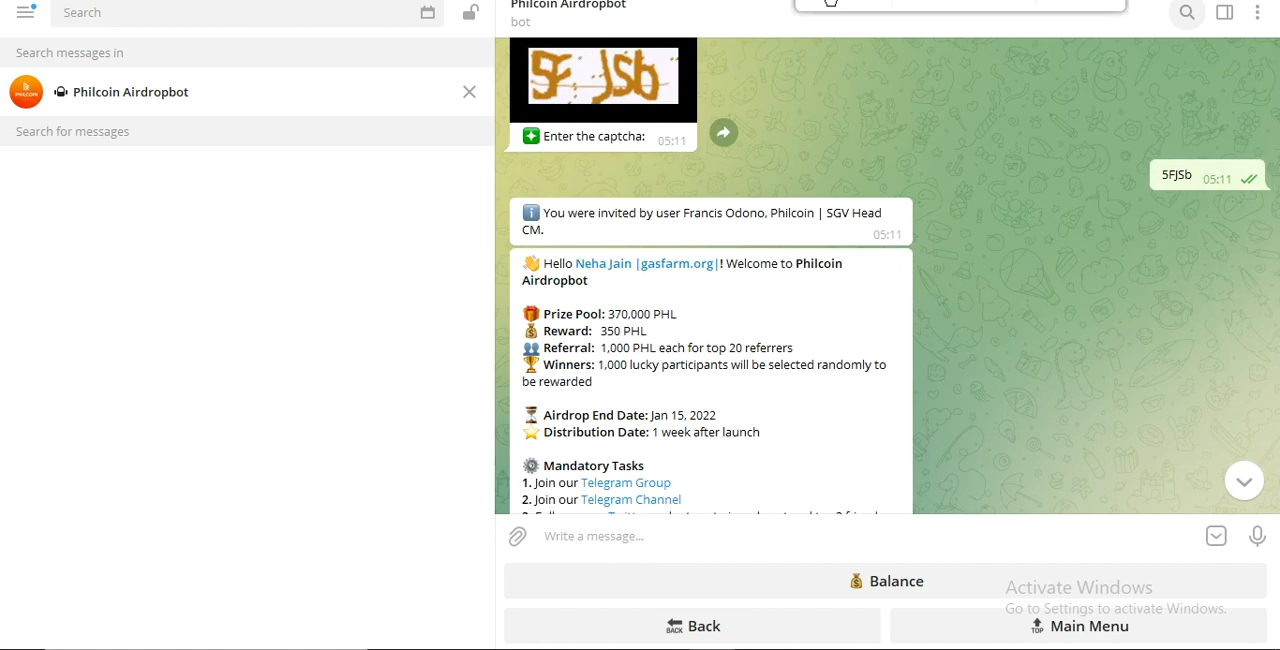 Search
Search messages in
PHILCOIN
Philcoin Airdropbot
Search for messages
Philcoin Airdropbot
bot
5F JSb
Enter the captcha: 05:11
5FJSb 05:11
You were invited by user Francis Odono, Philcoin | SGV Head
CM. 05:11
👋 Hello Neha Jain |gasfarm.org|! Welcome to Philcoin
Airdropbot
🎁 Prize Pool: 370,000 PHL
💰 Reward: 350 PHL
👥 Referral: 1,000 PHL each for top 20 referrers
🏆 Winners: 1,000 lucky participants will be selected randomly to
be rewarded
⏳ Airdrop End Date: Jan 15, 2022
⭐ Distribution Date: 1 week after launch
⚙️ Mandatory Tasks
1. Join our Telegram Group
2. Join our Telegram Channel
Write a message...
💰 Balance
BACK Back
TOP Main Menu
Activate Windows
Go to Settings to activate Windows.